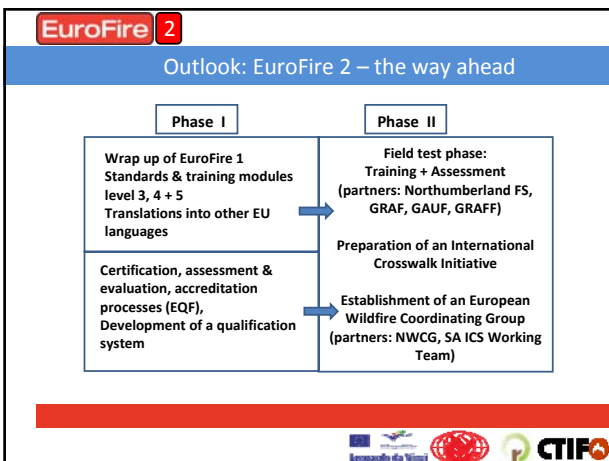 EuroFire 2
Outlook: EuroFire 2 – the way ahead
Phase I
Wrap up of EuroFire 1
Standards & training modules
level 3, 4 + 5
Translations into other EU
languages
Certification, assessment &
evaluation, accreditation
processes (EQF),
Development of a qualification
system
Phase II
Field test phase:
Training + Assessment
(partners: Northumberland FS,
GRAF, GAUF, GRAFF)
Preparation of an International
Crosswalk Initiative
Establishment of an European
Wildfire Coordinating Group
(partners: NWCG, SA ICS Working
Team)
Leonardo da Vinci
CTIF